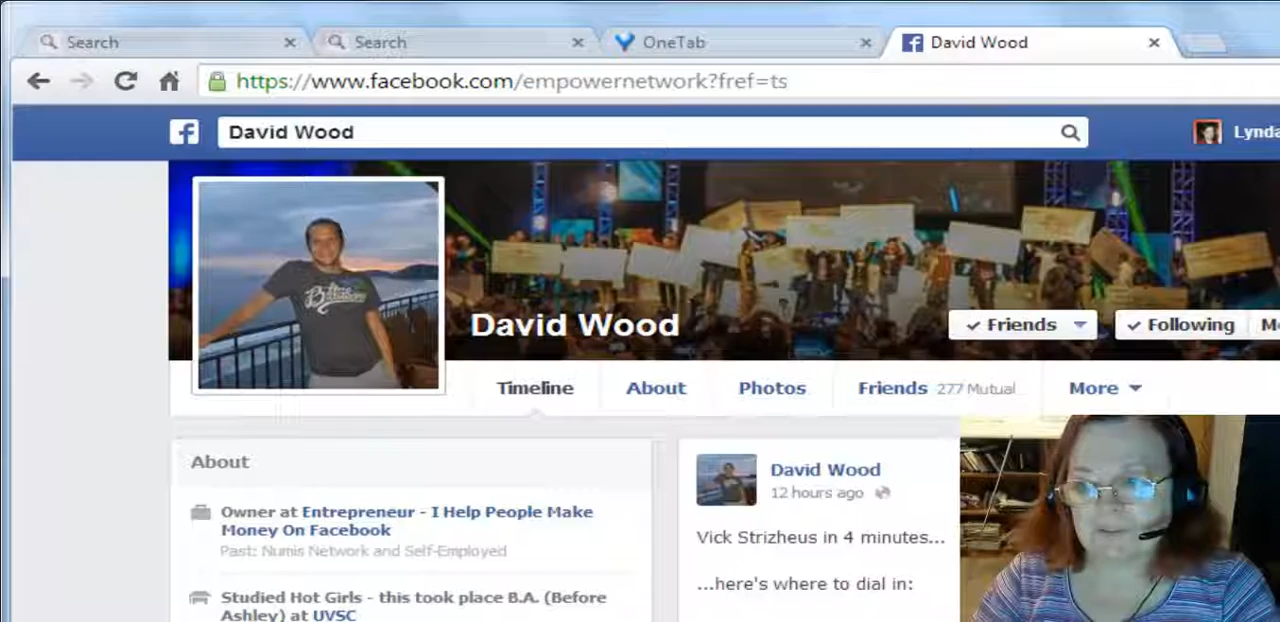 Search
Search
OneTab
David Wood
https://www.facebook.com/empowernetwork?fref=ts
David Wood
Lynda
David Wood
Friends
Following
Timeline
About
Photos
Friends 277 Mutual
More
About
Owner at Entrepreneur - I Help People Make
Money On Facebook
Past: Numis Network and Self-Employed
Studied Hot Girls - this took place B.A. (Before
Ashley) at UVSC
David Wood
12 hours ago
Vick Strizheus in 4 minutes...
...here's where to dial in: